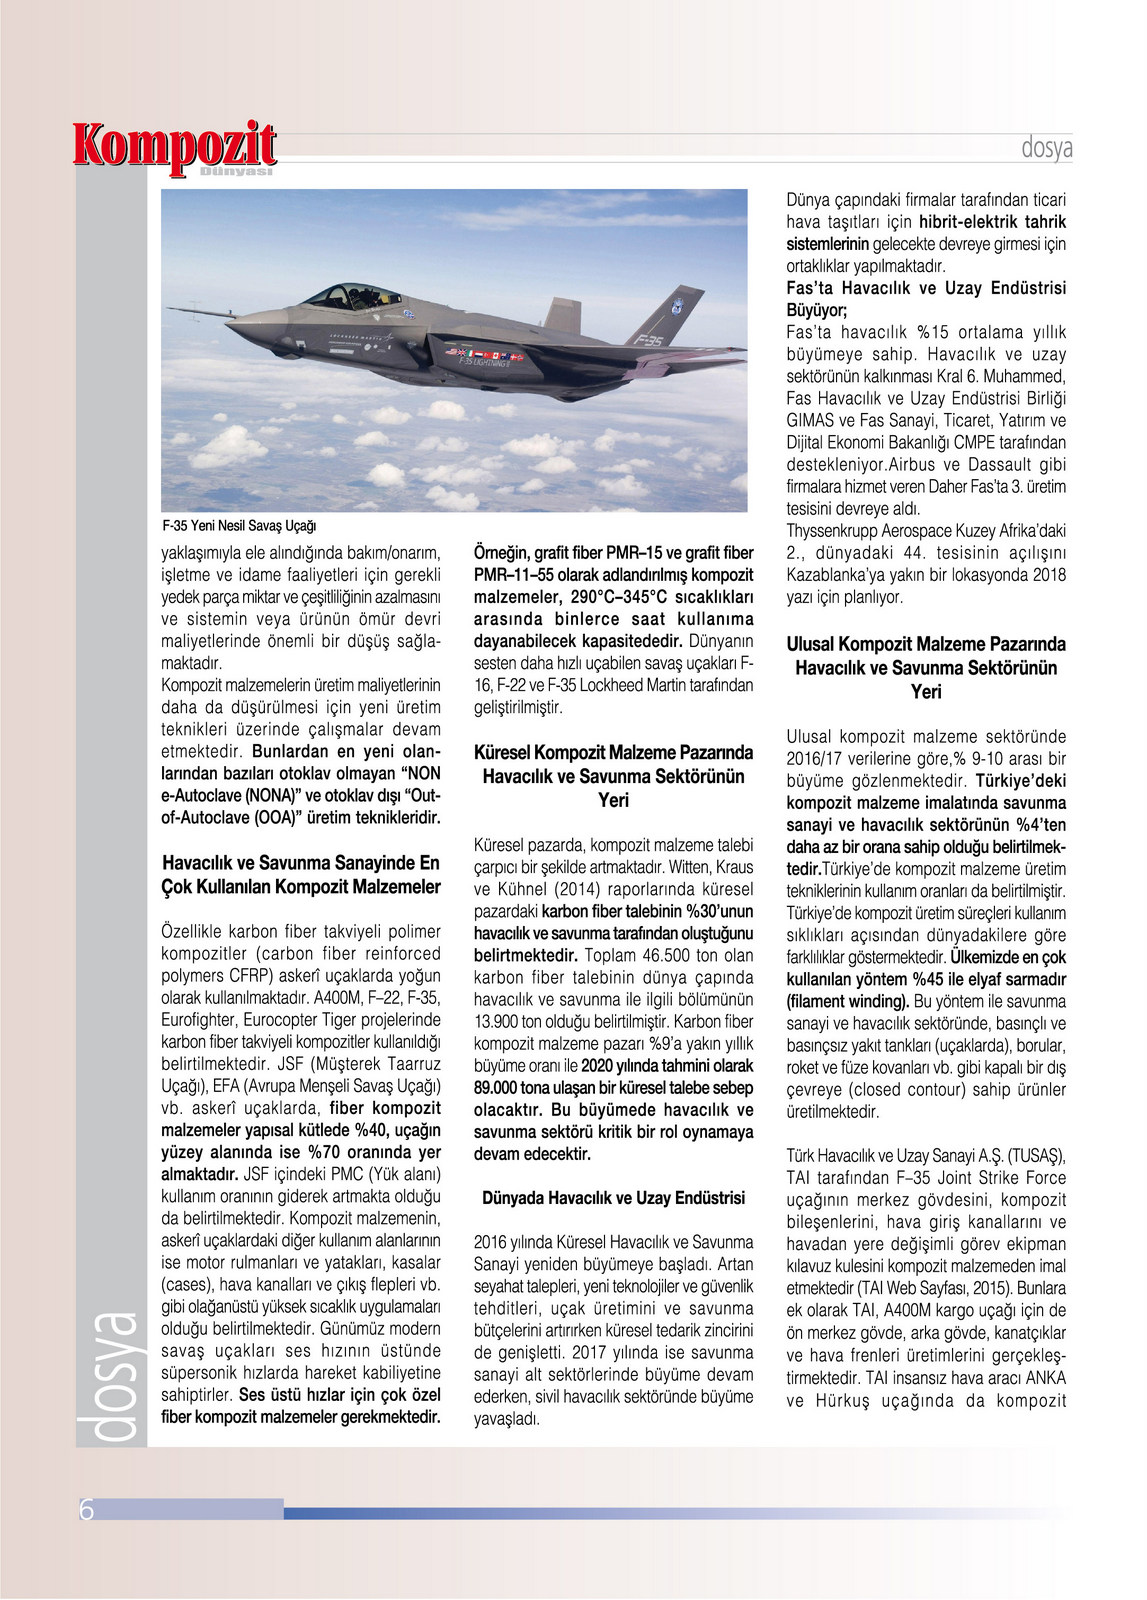 Kompozit
Dünyası
dosya
F-35 Yeni Nesil Savaş Uçağı
yaklaşımıyla ele alındığında bakım/onarım,
işletme ve idame faaliyetleri için gerekli
yedek parça miktar ve çeşitliliğinin azalmasını
ve sistemin veya ürünün ömür devri
maliyetlerinde önemli bir düşüş sağla-
maktadır.
Kompozit malzemelerin üretim maliyetlerinin
daha da düşürülmesi için yeni üretim
teknikleri üzerinde çalışmalar devam
etmektedir. Bunlardan en yeni olan-
larından bazıları otoklav olmayan “NON
e-Autoclave (NONA)” ve otoklav dışı “Out-
of-Autoclave (OOA)” üretim teknikleridir.
Havacılık ve Savunma Sanayinde En
Çok Kullanılan Kompozit Malzemeler
Özellikle karbon fiber takviyeli polimer
kompozitler (carbon fiber reinforced
polymers CFRP) askerî uçaklarda yoğun
olarak kullanılmaktadır. A400M, F–22, F-35,
Eurofighter, Eurocopter Tiger projelerinde
karbon fiber takviyeli kompozitler kullanıldığı
belirtilmektedir. JSF (Müşterek Taarruz
Uçağı), EFA (Avrupa Menşeli Savaş Uçağı)
vb. askerî uçaklarda, fiber kompozit
malzemeler yapısal kütlede %40, uçağın
yüzey alanında ise %70 oranında yer
almaktadır. JSF içindeki PMC (Yük alanı)
kullanım oranının giderek artmakta olduğu
da belirtilmektedir. Kompozit malzemenin,
askerî uçaklardaki diğer kullanım alanlarının
ise motor rulmanları ve yatakları, kasalar
(cases), hava kanalları ve çıkış flepleri vb.
gibi olağanüstü yüksek sıcaklık uygulamaları
olduğu belirtilmektedir. Günümüz modern
savaş uçakları ses hızının üstünde
süpersonik hızlarda hareket kabiliyetine
sahiptirler. Ses üstü hızlar için çok özel
fiber kompozit malzemeler gerekmektedir.
Örneğin, grafit fiber PMR–15 ve grafit fiber
PMR–11–55 olarak adlandırılmış kompozit
malzemeler, 290°C–345°C sıcaklıkları
arasında binlerce saat kullanıma
dayanabilecek kapasitededir. Dünyanın
sesten daha hızlı uçabilen savaş uçakları F-
16, F-22 ve F-35 Lockheed Martin tarafından
geliştirilmiştir.
Küresel Kompozit Malzeme Pazarında
Havacılık ve Savunma Sektörünün
Yeri
Küresel pazarda, kompozit malzeme talebi
çarpıcı bir şekilde artmaktadır. Witten, Kraus
ve Kühnel (2014) raporlarında küresel
pazardaki karbon fiber talebinin %30’unun
havacılık ve savunma tarafından oluştuğunu
belirtmektedir. Toplam 46.500 ton olan
karbon fiber talebinin dünya çapında
havacılık ve savunma ile ilgili bölümünün
13.900 ton olduğu belirtilmiştir. Karbon fiber
kompozit malzeme pazarı %9’a yakın yıllık
büyüme oranı ile 2020 yılında tahmini olarak
89.000 tona ulaşan bir küresel talebe sebep
olacaktır. Bu büyümede havacılık ve
savunma sektörü kritik bir rol oynamaya
devam edecektir.
Dünyada Havacılık ve Uzay Endüstrisi
2016 yılında Küresel Havacılık ve Savunma
Sanayi yeniden büyümeye başladı. Artan
seyahat talepleri, yeni teknolojiler ve güvenlik
tehditleri, uçak üretimini ve savunma
bütçelerini artırırken küresel tedarik zincirini
de genişletti. 2017 yılında ise savunma
sanayi alt sektörlerinde büyüme devam
ederken, sivil havacılık sektöründe büyüme
yavaşladı.
Dünya çapındaki firmalar tarafından ticari
hava taşıtları için hibrit-elektrik tahrik
sistemlerinin gelecekte devreye girmesi için
ortaklıklar yapılmaktadır.
Fas’ta Havacılık ve Uzay Endüstrisi
Büyüyor;
Fas’ta havacılık %15 ortalama yıllık
büyümeye sahip. Havacılık ve uzay
sektörünün kalkınması Kral 6. Muhammed,
Fas Havacılık ve Uzay Endüstrisi Birliği
GIMAS ve Fas Sanayi, Ticaret, Yatırım ve
Dijital Ekonomi Bakanlığı CMPE tarafından
destekleniyor.Airbus ve Dassault gibi
firmalara hizmet veren Daher Fas’ta 3. üretim
tesisini devreye aldı.
Thyssenkrupp Aerospace Kuzey Afrika’daki
2., dünyadaki 44. tesisinin açılışını
Kazablanka’ya yakın bir lokasyonda 2018
yazı için planlıyor.
Ulusal Kompozit Malzeme Pazarında
Havacılık ve Savunma Sektörünün
Yeri
Ulusal kompozit malzeme sektöründe
2016/17 verilerine göre,% 9-10 arası bir
büyüme gözlenmektedir. Türkiye’deki
kompozit malzeme imalatında savunma
sanayi ve havacılık sektörünün %4’ten
daha az bir orana sahip olduğu belirtilmek-
tedir.Türkiye’de kompozit malzeme üretim
tekniklerinin kullanım oranları da belirtilmiştir.
Türkiye’de kompozit üretim süreçleri kullanım
sıklıkları açısından dünyadakilere göre
farklılıklar göstermektedir. Ülkemizde en çok
kullanılan yöntem %45 ile elyaf sarmadır
(filament winding). Bu yöntem ile savunma
sanayi ve havacılık sektöründe, basınçlı ve
basınçsız yakıt tankları (uçaklarda), borular,
roket ve füze kovanları vb. gibi kapalı bir dış
çevreye (closed contour) sahip ürünler
üretilmektedir.
Türk Havacılık ve Uzay Sanayi A.Ş. (TUSAŞ),
TAI tarafından F–35 Joint Strike Force
uçağının merkez gövdesini, kompozit
bileşenlerini, hava giriş kanallarını ve
havadan yere değişimli görev ekipman
kılavuz kulesini kompozit malzemeden imal
etmektedir (TAI Web Sayfası, 2015). Bunlara
ek olarak TAI, A400M kargo uçağı için de
ön merkez gövde, arka gövde, kanatçıklar
ve hava frenleri üretimlerini gerçekleş-
tirmektedir. TAI insansız hava aracı ANKA
ve Hürkuş uçağında da kompozit
dosya
6
F-35
LOCKHEED MARTIN
F-35 LIGHTNING II